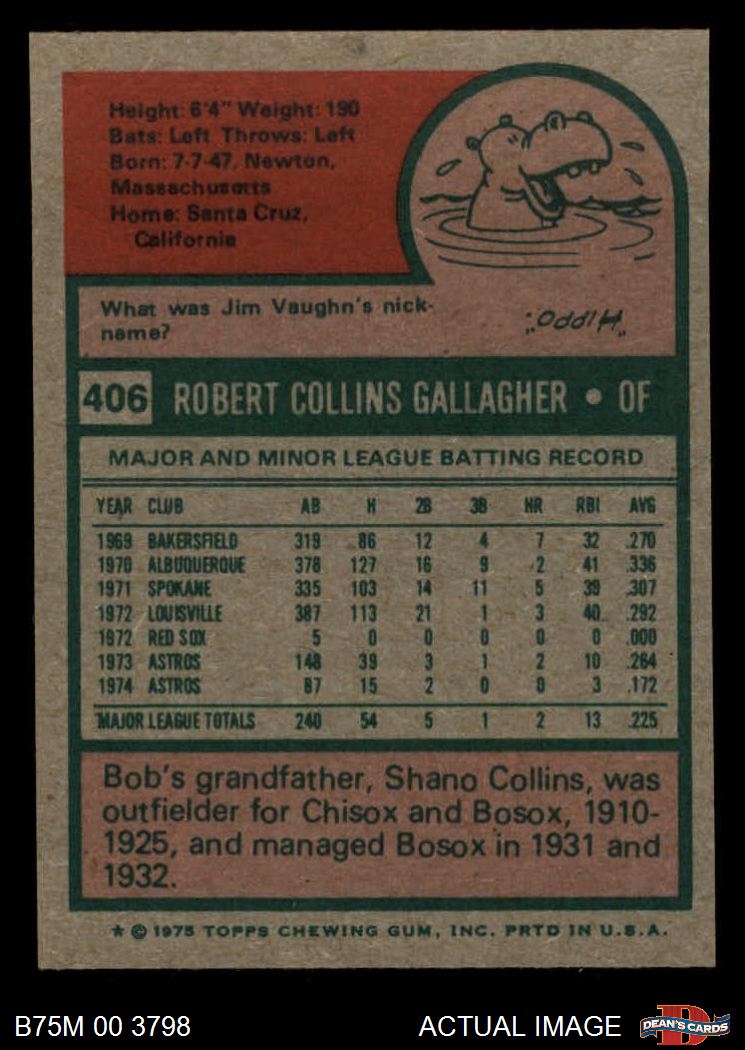 Height: 6'4" Weight: 190
Bats: Left Throws: Left
Born: 7-7-47, Newton,
Massachusetts
Home: Santa Cruz,
California
What was Jim Vaughn's nick-
name?
"Hippo."
406 ROBERT COLLINS GALLAGHER • OF
MAJOR AND MINOR LEAGUE BATTING RECORD
YEAR CLUB AB H 2B 3B HR RBI AVG
1969 BAKERSFIELD 319 86 12 4 7 32 .270
1970 ALBUQUERQUE 378 127 16 9 2 41 .336
1971 SPOKANE 335 103 14 11 5 39 .307
1972 LOUISVILLE 387 113 21 1 3 40 .292
1972 RED SOX 5 0 0 0 0 0 .000
1973 ASTROS 148 39 3 1 2 10 .264
1974 ASTROS 87 15 2 0 0 3 .172
MAJOR LEAGUE TOTALS 240 54 5 1 2 13 .225
Bob's grandfather, Shano Collins, was
outfielder for Chisox and Bosox, 1910-
1925, and managed Bosox in 1931 and
1932.
* © 1975 TOPPS CHEWING GUM, INC. PRTD IN U.S.A.
B75M 00 3798 ACTUAL IMAGE DEAN'S CARDS